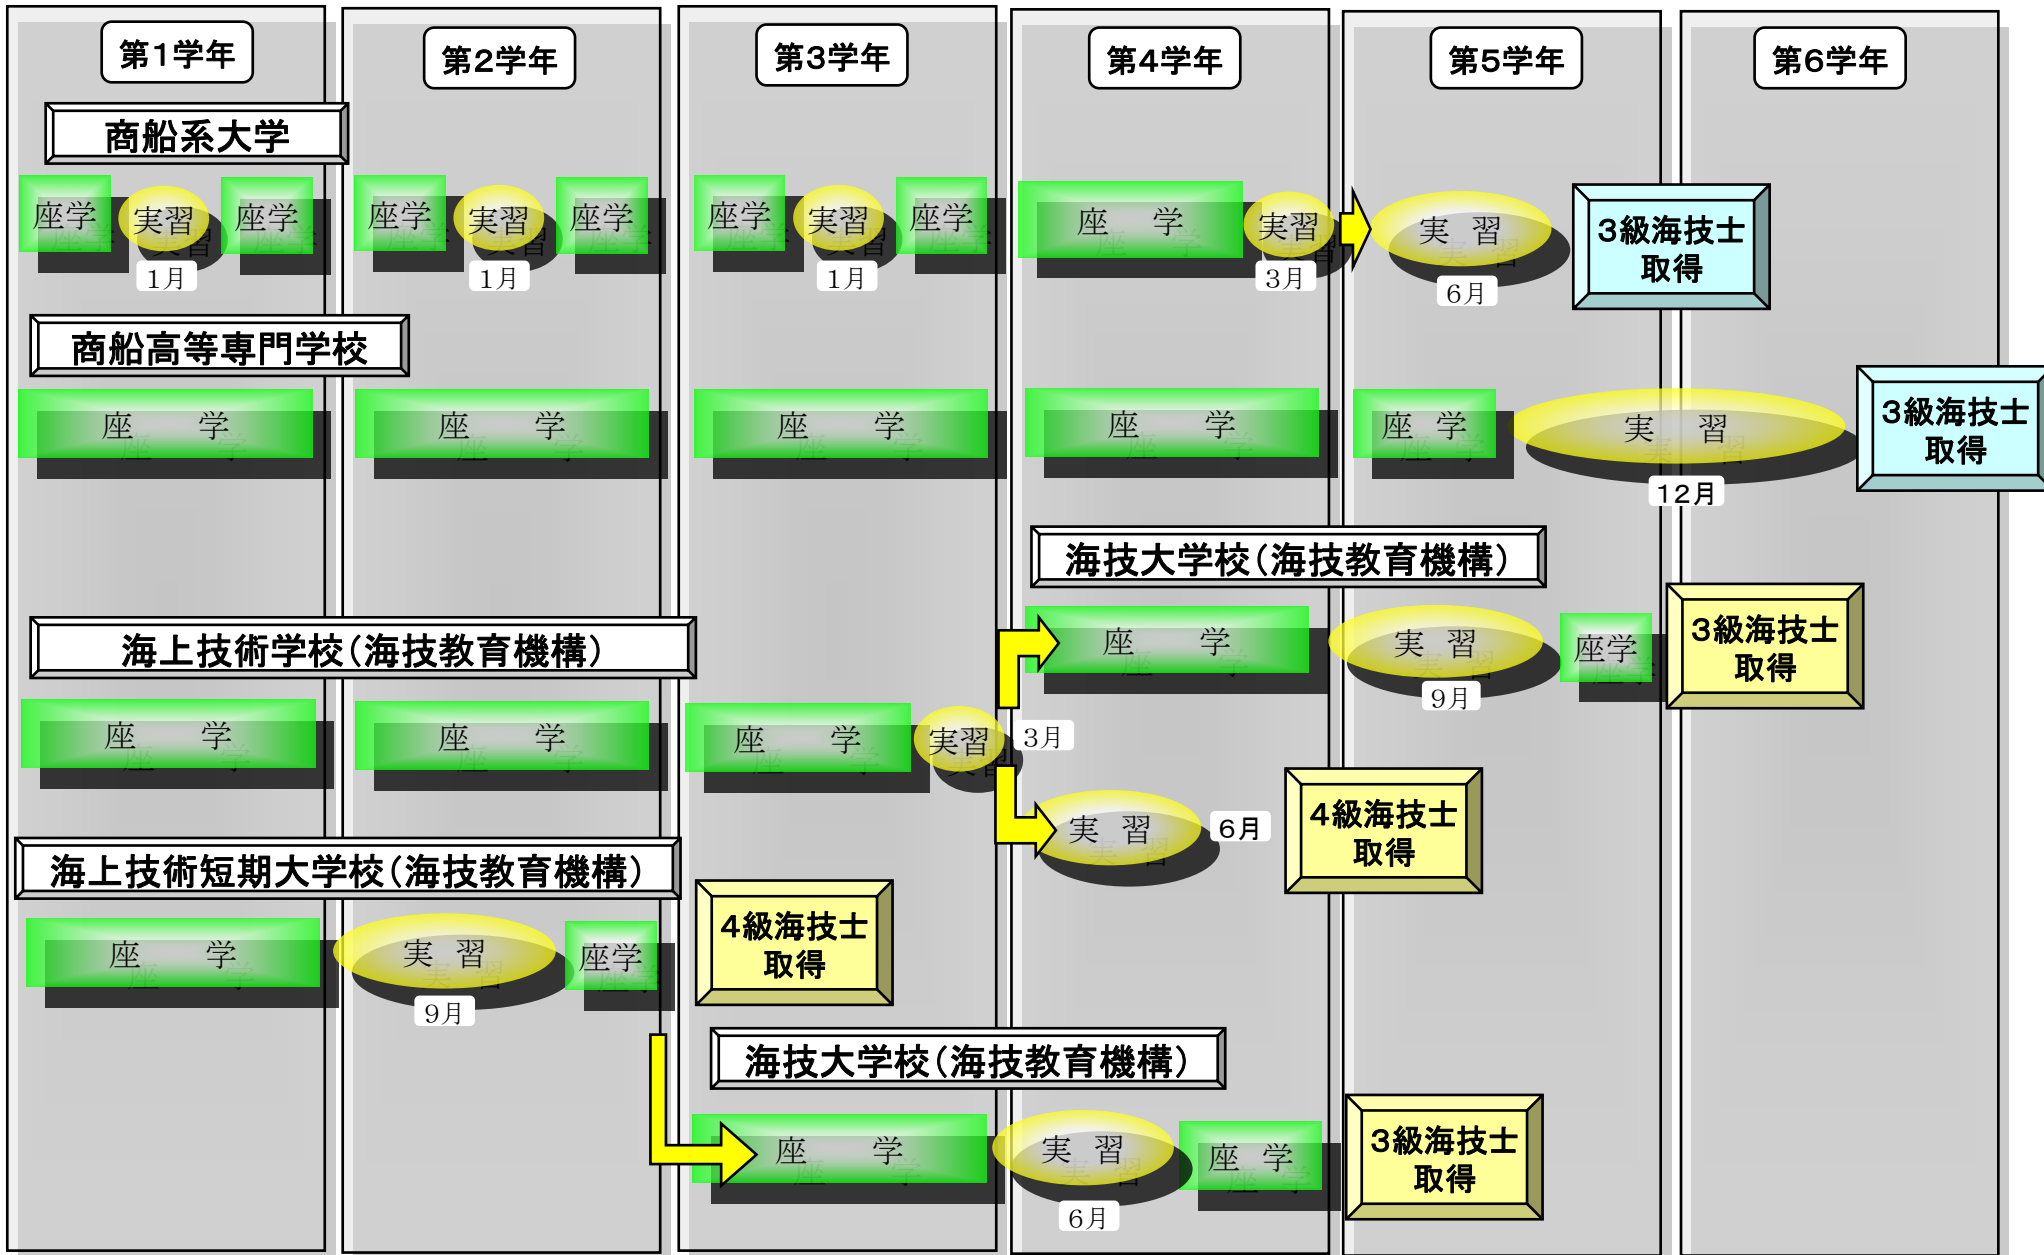 第1学年
第2学年
第3学年
第4学年
第5学年
第6学年
商船系大学
座学
実習
座学
座学
実習
座学
座学
実習
座学
座　学
実習
実 習
3級海技士
取得
1月
1月
1月
3月
6月
商船高等専門学校
座　学
座　学
座　学
座　学
座 学
実　習
3級海技士
取得
12月
海技大学校(海技教育機構)
座　学
実 習
座学
3級海技士
取得
9月
海上技術学校(海技教育機構)
座　学
座　学
座　学
実習
3月
実 習
6月
4級海技士
取得
海上技術短期大学校(海技教育機構)
座　学
実 習
座学
4級海技士
取得
9月
海技大学校(海技教育機構)
座　学
実 習
座 学
3級海技士
取得
6月